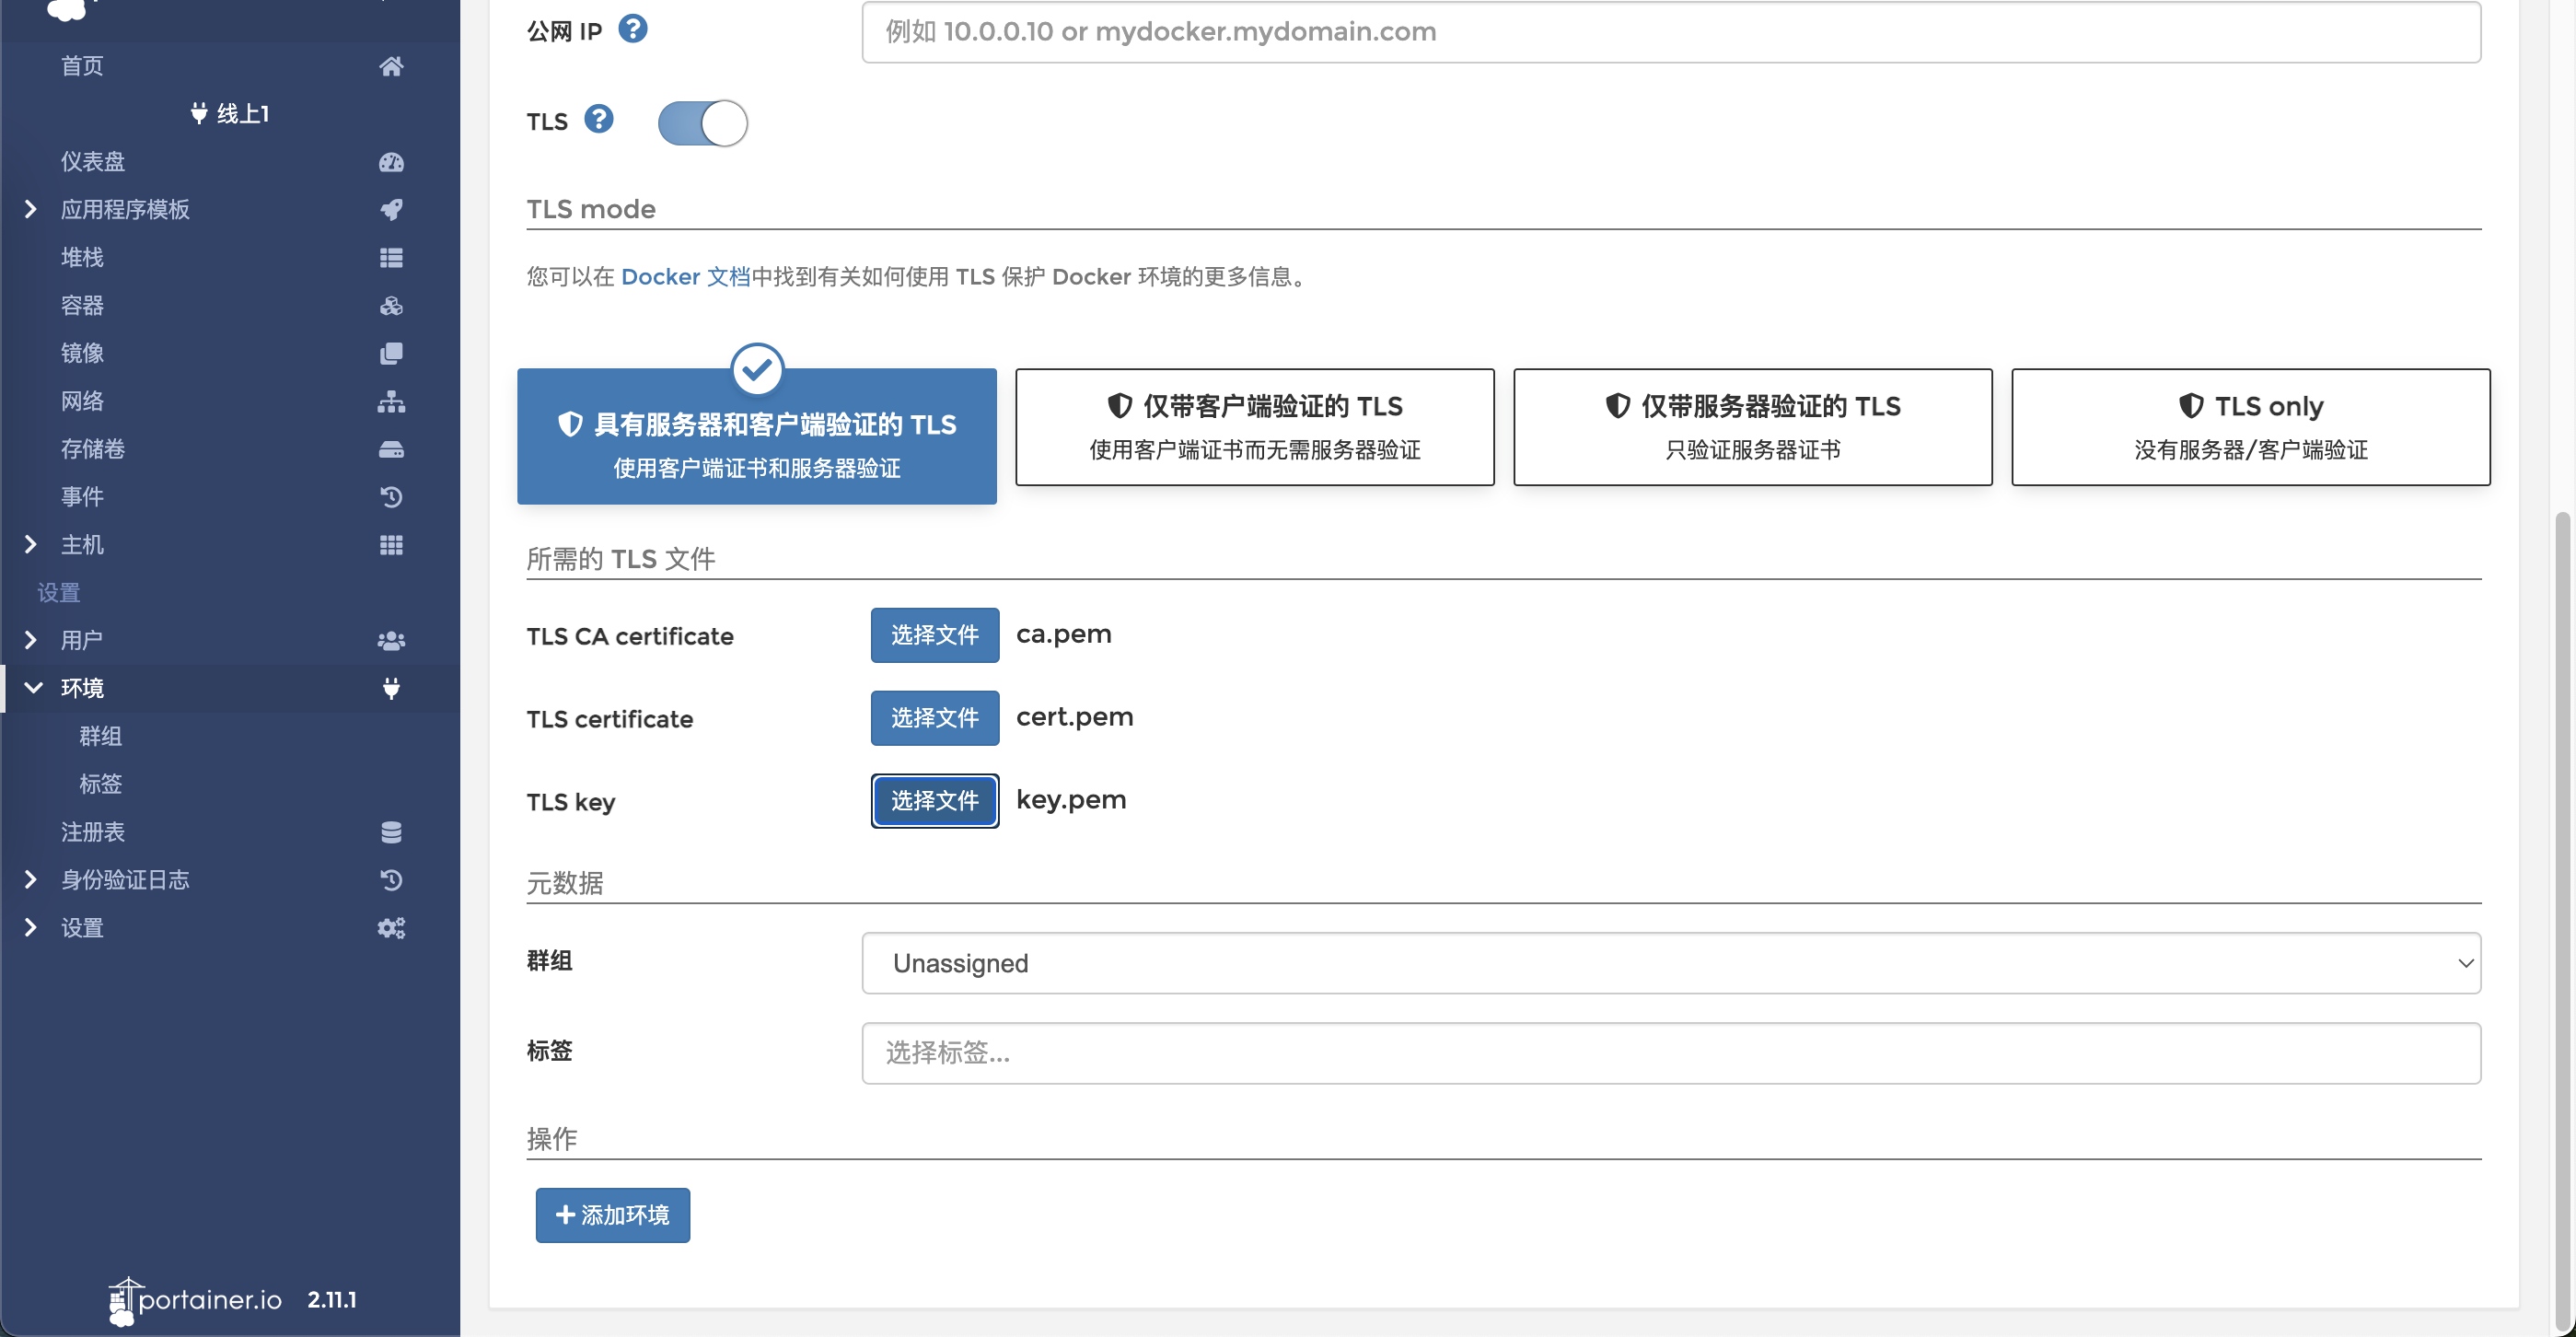 首页
线上1
仪表盘
应用程序模板
堆栈
容器
镜像
网络
存储卷
事件
主机
设置
用户
环境
群组
标签
注册表
身份验证日志
设置
portainer.io 2.11.1
公网 IP
例如 10.0.0.10 or mydocker.mydomain.com
TLS
TLS mode
您可以在 Docker 文档中找到有关如何使用 TLS 保护 Docker 环境的更多信息。
具有服务器和客户端验证的 TLS
使用客户端证书和服务器验证
仅带客户端验证的 TLS
使用客户端证书而无需服务器验证
仅带服务器验证的 TLS
只验证服务器证书
TLS only
没有服务器/客户端验证
所需的 TLS 文件
TLS CA certificate 选择文件 ca.pem
TLS certificate 选择文件 cert.pem
TLS key 选择文件 key.pem
元数据
群组 Unassigned
标签 选择标签...
操作
+ 添加环境